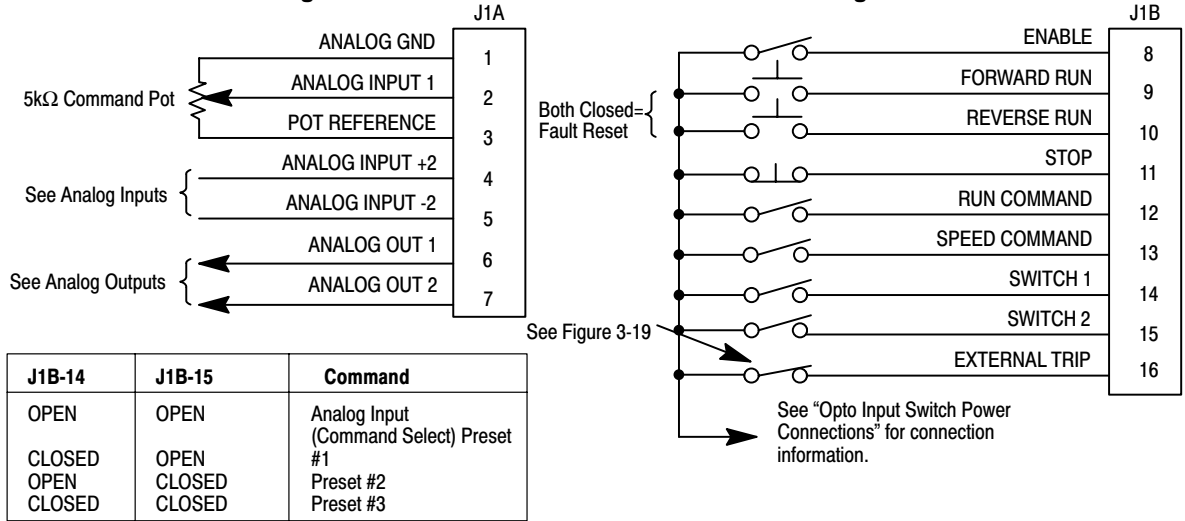 J1A
ANALOG GND
1
ANALOG INPUT 1
2
5kΩ Command Pot
POT REFERENCE
3
ANALOG INPUT +2
4
See Analog Inputs
ANALOG INPUT -2
5
ANALOG OUT 1
6
See Analog Outputs
ANALOG OUT 2
7
J1B
ENABLE
8
FORWARD RUN
9
Both Closed=
Fault Reset
REVERSE RUN
10
STOP
11
RUN COMMAND
12
SPEED COMMAND
13
SWITCH 1
14
SWITCH 2
15
See Figure 3-19
EXTERNAL TRIP
16
See “Opto Input Switch Power
Connections” for connection
information.
J1B-14 J1B-15 Command
OPEN OPEN Analog Input
(Command Select) Preset
CLOSED OPEN #1
OPEN CLOSED Preset #2
CLOSED CLOSED Preset #3